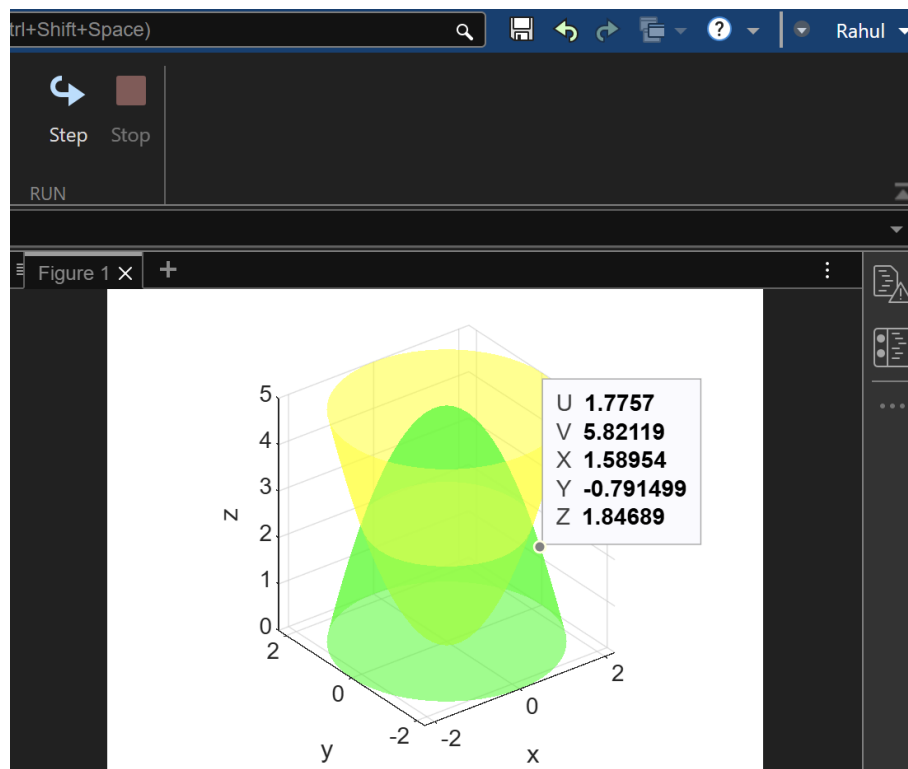 trl+Shift+Space)
Rahul
Step Stop
RUN
Figure 1
U 1.7757
V 5.82119
X 1.58954
Y -0.791499
Z 1.84689
5
4
3
2
1
0
z
2
0
-2
y
-2
0
2
x